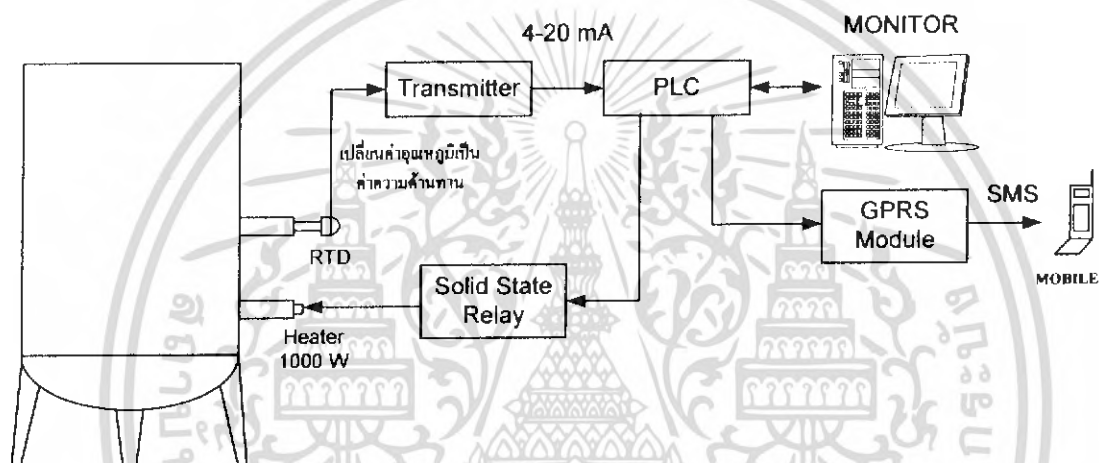 4-20 mA
MONITOR
Transmitter
PLC
เปลี่ยนค่าอุณหภูมิเป็น
ค่าความต้านทาน
RTD
GPRS
Module
SMS
MOBILE
Solid State
Relay
Heater
1000 W